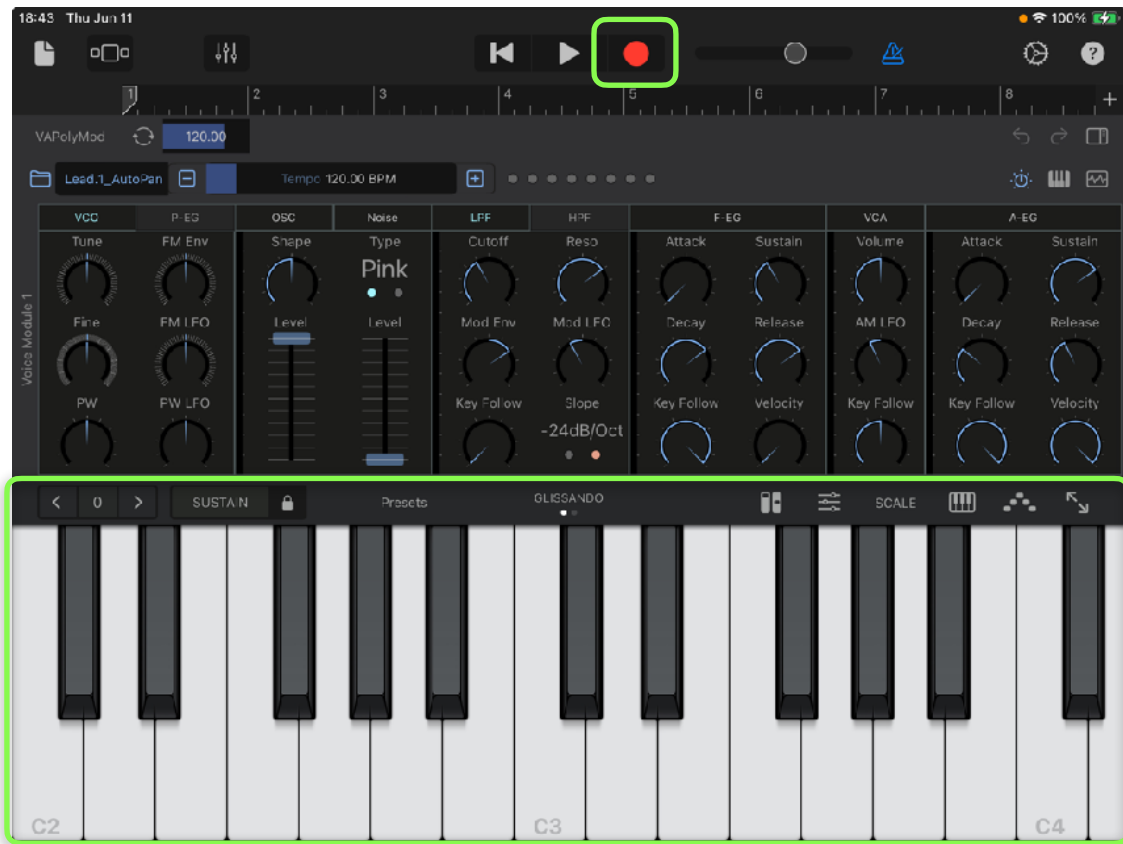 18:43 Thu Jun 11 100%
1 2 3 4 5 6 7 8 +
VAPolyMod 120.00
Lead.1_AutoPan Tempo 120.00 BPM
VCO P-EG OSC Noise LPF HPF F-EG VCA A-EG
Tune FM Env Shape Type Cutoff Reso Attack Sustain Volume Attack Sustain
Pink
Voice Module 1
Fine FM LFO Level Level Mod Env Mod LFO Decay Release AM LFO Decay Release
PW PW LFO Key Follow Slope Key Follow Velocity Key Follow Key Follow Velocity
-24dB/Oct
< 0 > SUSTAIN Presets GLISSANDO SCALE
C2 C3 C4